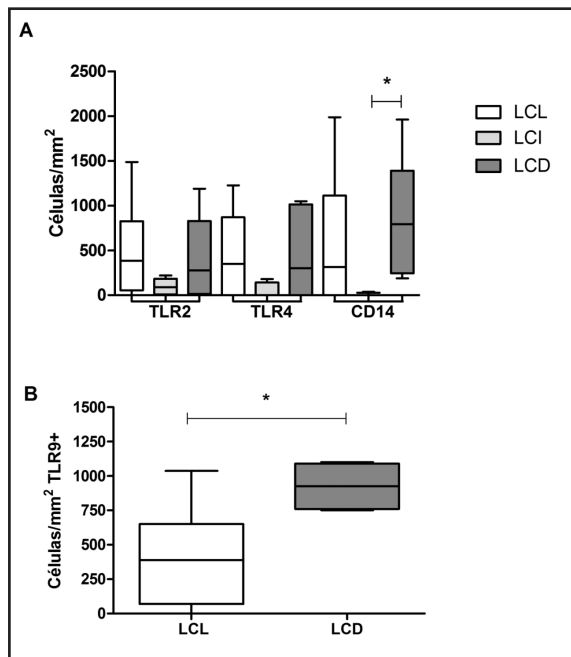 A
Células/mm²
2500
2000
1500
1000
500
0
TLR2 TLR4 CD14
*
LCL
LCI
LCD
B
Células/mm² TLR9+
1500
1250
1000
750
500
250
0
*
LCL LCD